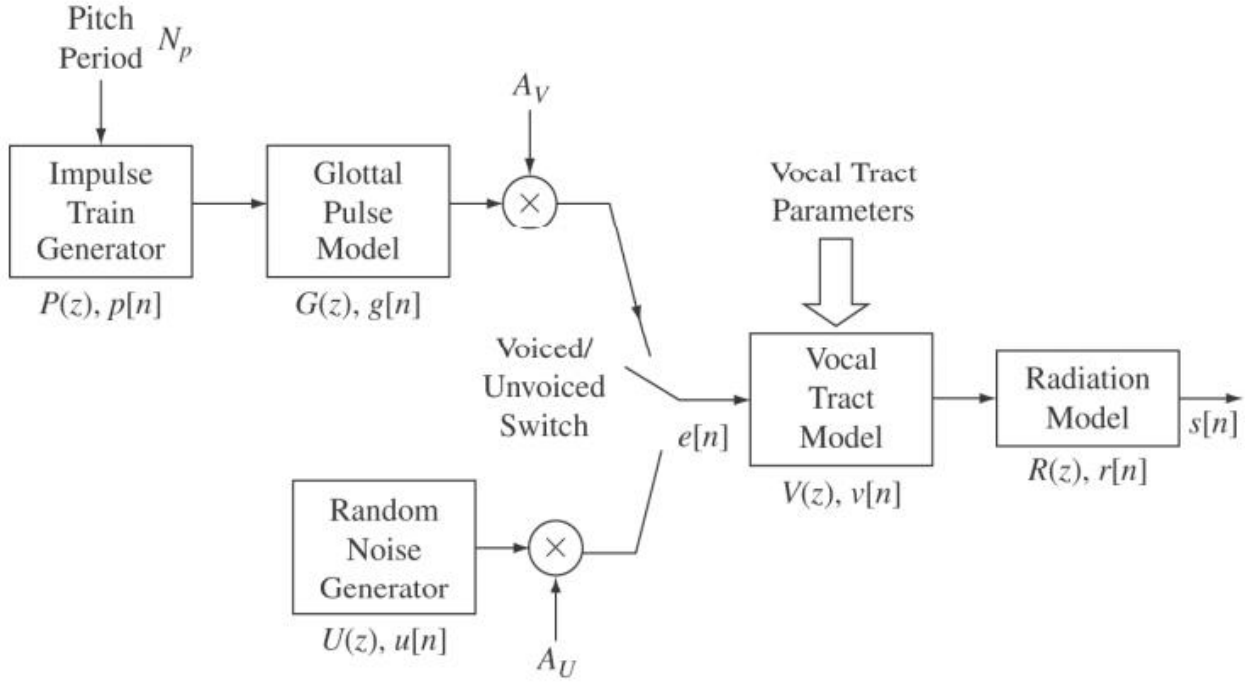 Pitch
Period N_p
A_V
Impulse
Train
Generator
P(z), p[n]
Glottal
Pulse
Model
G(z), g[n]
×
Vocal Tract
Parameters
Voiced/
Unvoiced
Switch
e[n]
Vocal
Tract
Model
V(z), v[n]
Radiation
Model
R(z), r[n]
s[n]
Random
Noise
Generator
U(z), u[n]
×
A_U